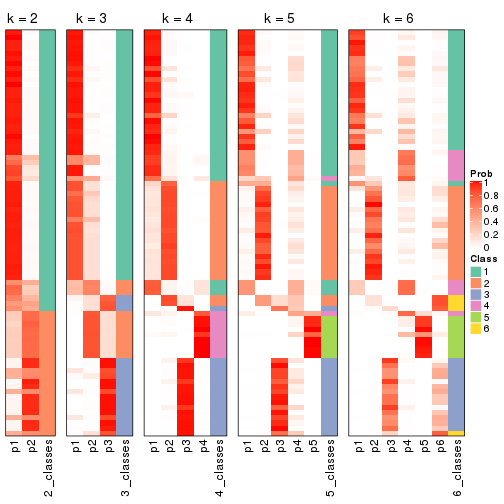 k = 2
k = 3
k = 4
k = 5
k = 6
p1
p2
2_classes
p1
p2
p3
3_classes
p1
p2
p3
p4
4_classes
p1
p2
p3
p4
p5
5_classes
p1
p2
p3
p4
p5
p6
6_classes
Prob
1
0.8
0.6
0.4
0.2
0
Class
1
2
3
4
5
6